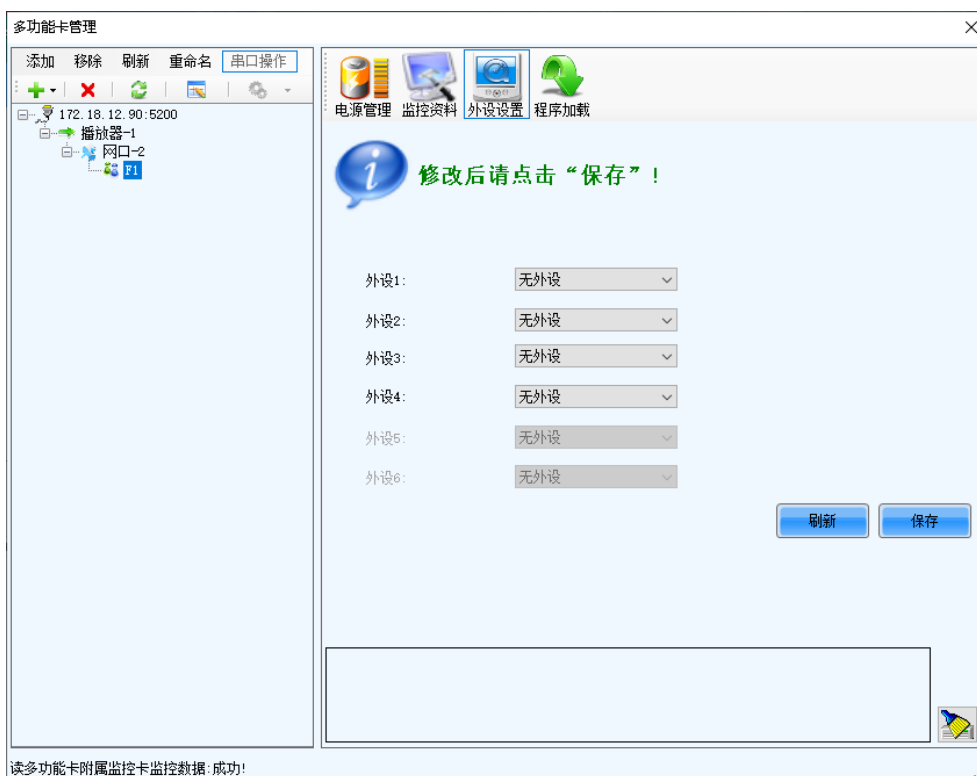 多功能卡管理
添加 移除 刷新 重命名 串口操作
172.18.12.90:5200
播放器-1
网口-2
F1
电源管理 监控资料 外设设置 程序加载
修改后请点击“保存”!
外设1: 无外设
外设2: 无外设
外设3: 无外设
外设4: 无外设
外设5: 无外设
外设6: 无外设
刷新 保存
读多功能卡附属监控卡监控数据:成功!